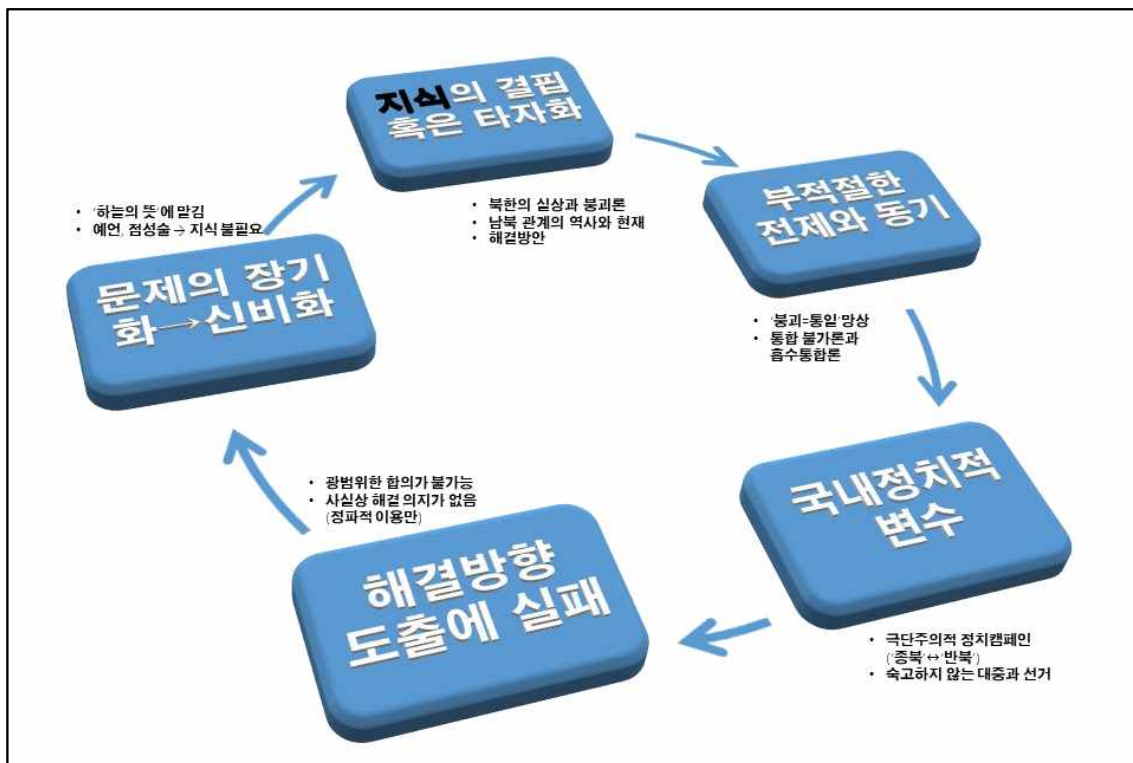 지식의 결핍
혹은 타자화
• 북한의 실상과 붕괴론
• 남북 관계의 역사와 현재
• 해결방안
부적절한
전제와 동기
• '붕괴=통일' 망상
• 통합 불가론과
흡수통합론
국내정치적
변수
• 극단주의적 정치캠페인
('종북'↔'반북')
• 숙고하지 않는 대중과 선거
해결방향
도출에 실패
• 광범위한 합의가 불가능
• 사실상 해결 의지가 없음
(정파적 이용만)
문제의 장기
화→신비화
• '하늘의 뜻'에 맡김
• 예언, 점성술 → 지식 불필요